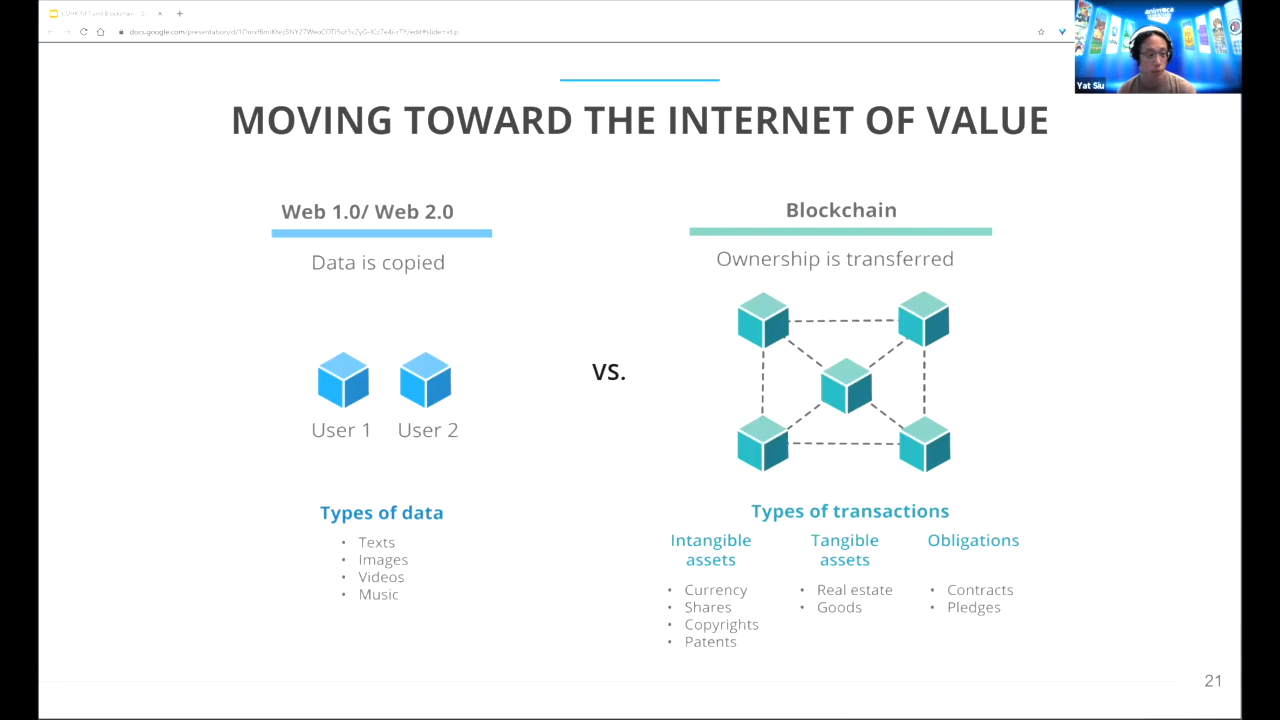 animoca
Yat Siu
MOVING TOWARD THE INTERNET OF VALUE
Web 1.0/ Web 2.0
Data is copied
User 1
User 2
Types of data
• Texts
• Images
• Videos
• Music
VS.
Blockchain
Ownership is transferred
Types of transactions
Intangible
assets
• Currency
• Shares
• Copyrights
• Patents
Tangible
assets
• Real estate
• Goods
Obligations
• Contracts
• Pledges
21